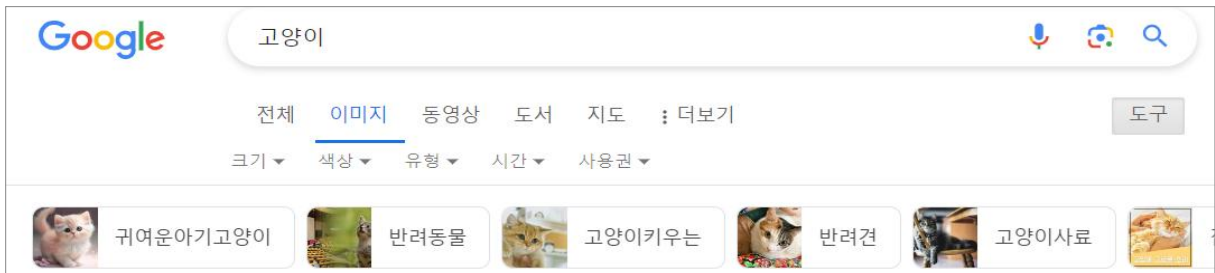 Google 고양이
전체 이미지 동영상 도서 지도 더보기 도구
크기 색상 유형 시간 사용권
귀여운아기고양이 반려동물 고양이키우는 반려견 고양이사료